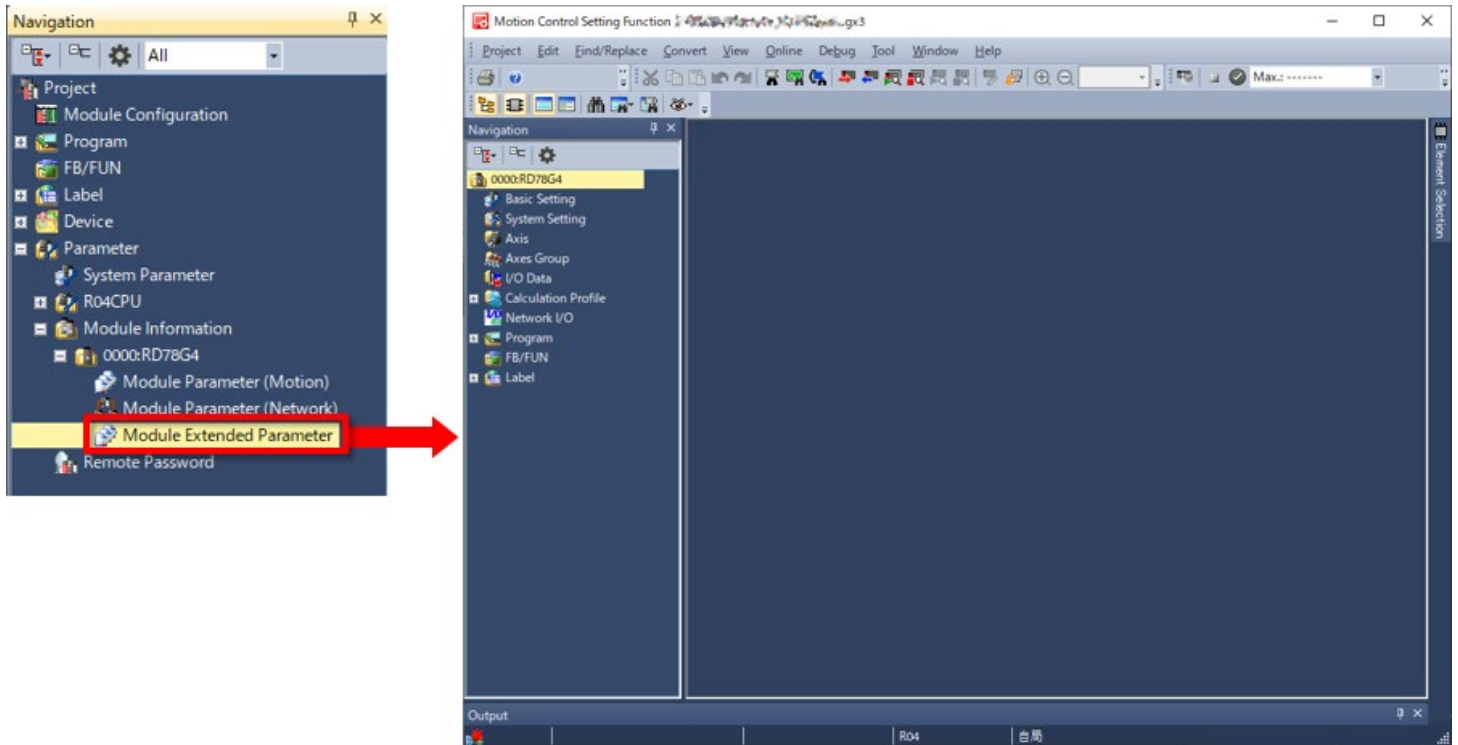 Navigation
All
Project
Module Configuration
Program
FB/FUN
Label
Device
Parameter
System Parameter
R04CPU
Module Information
0000:RD78G4
Module Parameter (Motion)
Module Parameter (Network)
Module Extended Parameter
Remote Password
Motion Control Setting Function .gx3
Project Edit Find/Replace Convert View Online Debug Tool Window Help
Max.: -------
Navigation
0000:RD78G4
Basic Setting
System Setting
Axis
Axes Group
I/O Data
Calculation Profile
Network I/O
Program
FB/FUN
Label
Element Selection
Output
R04 自局